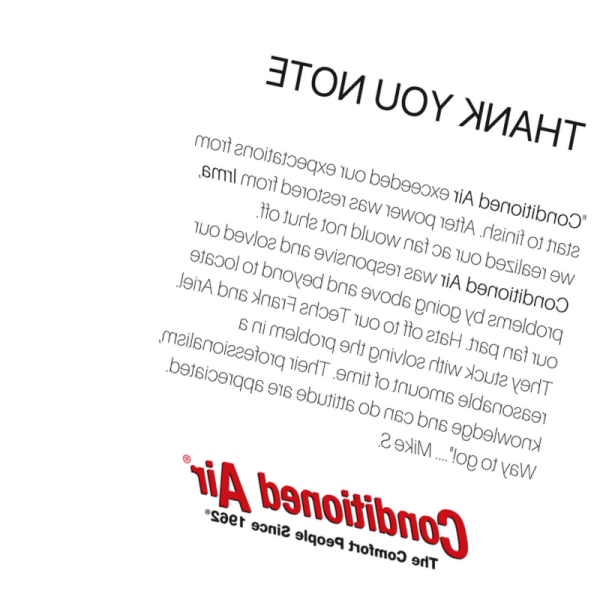 THANK YOU NOTE
"Conditioned Air exceeded our expectations from
start to finish. After power was restored from Irma,
we realized our ac fan would not shut off.
Conditioned Air was responsive and solved our
problems by going above and beyond to locate
our fan part. Hats off to our Techs Frank and Ariel.
They stuck with solving the problem in a
reasonable amount of time. Their professionalism,
knowledge and can do attitude are appreciated.
Way to go!".... Mike S.
Conditioned Air®
The Comfort People Since 1962®